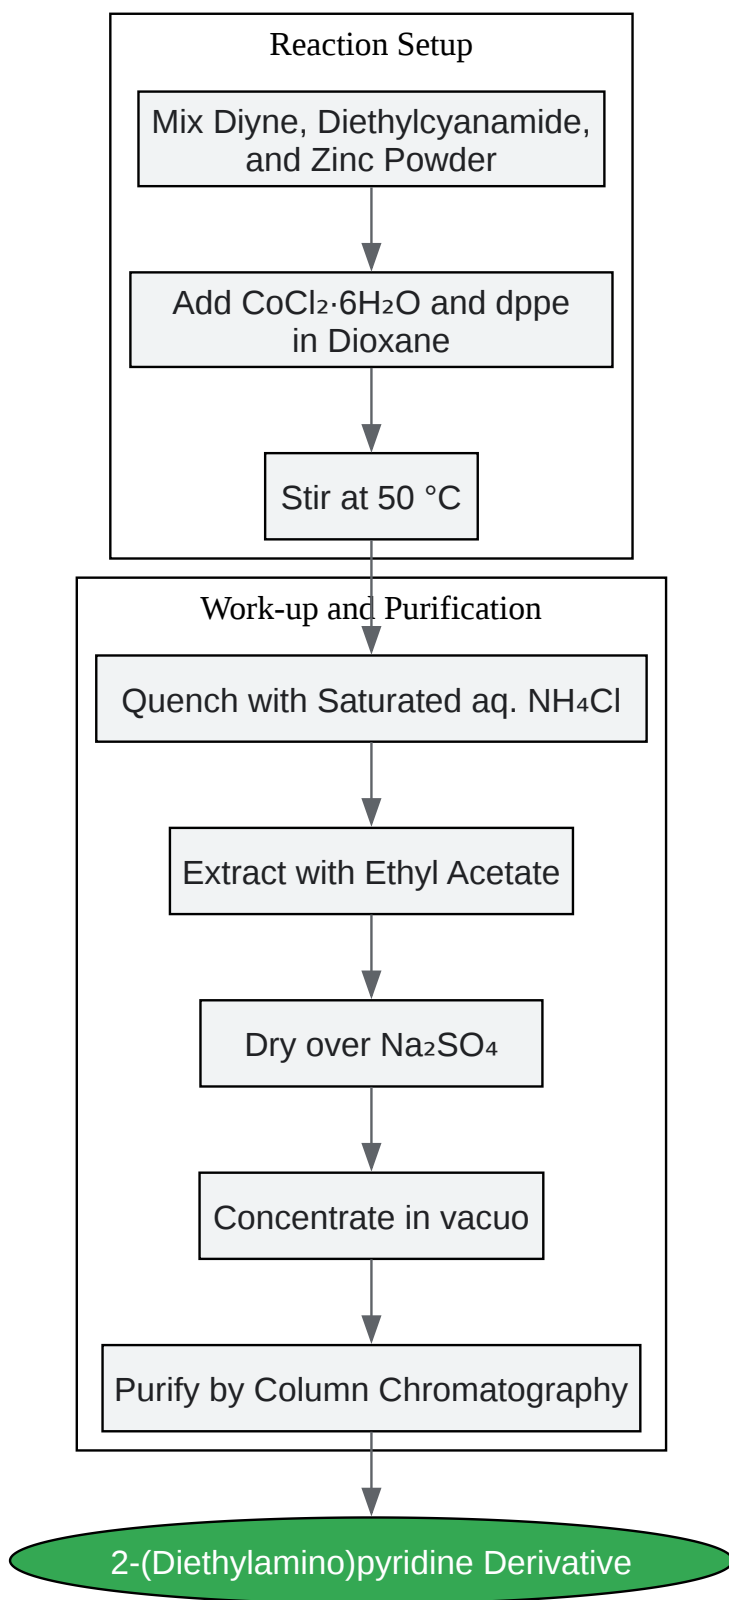 Reaction Setup
Mix Diyne, Diethylcyanamide,
and Zinc Powder
Add CoCl₂·6H₂O and dppe
in Dioxane
Stir at 50 °C
Work-up and Purification
Quench with Saturated aq. NH₄Cl
Extract with Ethyl Acetate
Dry over Na₂SO₄
Concentrate in vacuo
Purify by Column Chromatography
2-(Diethylamino)pyridine Derivative